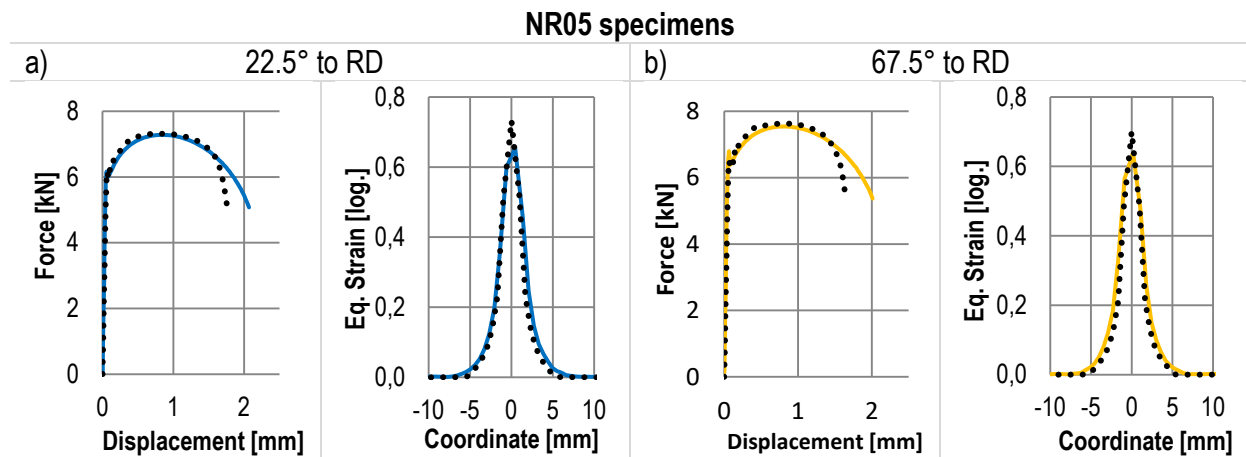 NR05 specimens
a) 22.5° to RD b) 67.5° to RD
Force [kN]
8
6
4
2
0
0 1 2
Displacement [mm]
Eq. Strain [log.]
0,8
0,6
0,4
0,2
0,0
-10 -5 0 5 10
Coordinate [mm]
Force [kN]
8
6
4
2
0
0 1 2
Displacement [mm]
Eq. Strain [log.]
0,8
0,6
0,4
0,2
0,0
-10 -5 0 5 10
Coordinate [mm]